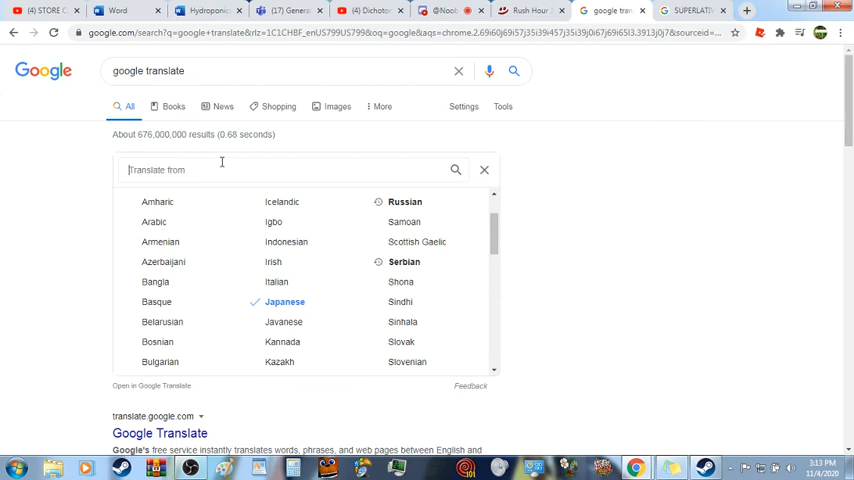 (4) STORE C
Word
Hydroponic
(17) Genera
(4) Dichoton
@Noob
Rush Hour
google tran
SUPERLATIV
google.com/search?q=google+translate&rlz=1C1CHBF_enUS799US799&oq=google&aqs=chrome.2.69i60j69i57j35i39i457j35i39j46i433j69i65l3.3913j0j7&sourceid=
Google
google translate
All
Books
News
Shopping
Images
More
Settings
Tools
About 676,000,000 results (0.68 seconds)
Translate from
Amharic Icelandic Russian
Arabic Igbo Samoan
Armenian Indonesian Scottish Gaelic
Azerbaijani Irish Serbian
Bangla Italian Shona
Basque Japanese Sindhi
Belarusian Javanese Sinhala
Bosnian Kannada Slovak
Bulgarian Kazakh Slovenian
Open in Google Translate
Feedback
translate.google.com
Google Translate
Google's free service instantly translates words, phrases, and web pages between English and
101
3:13 PM
11/4/2020